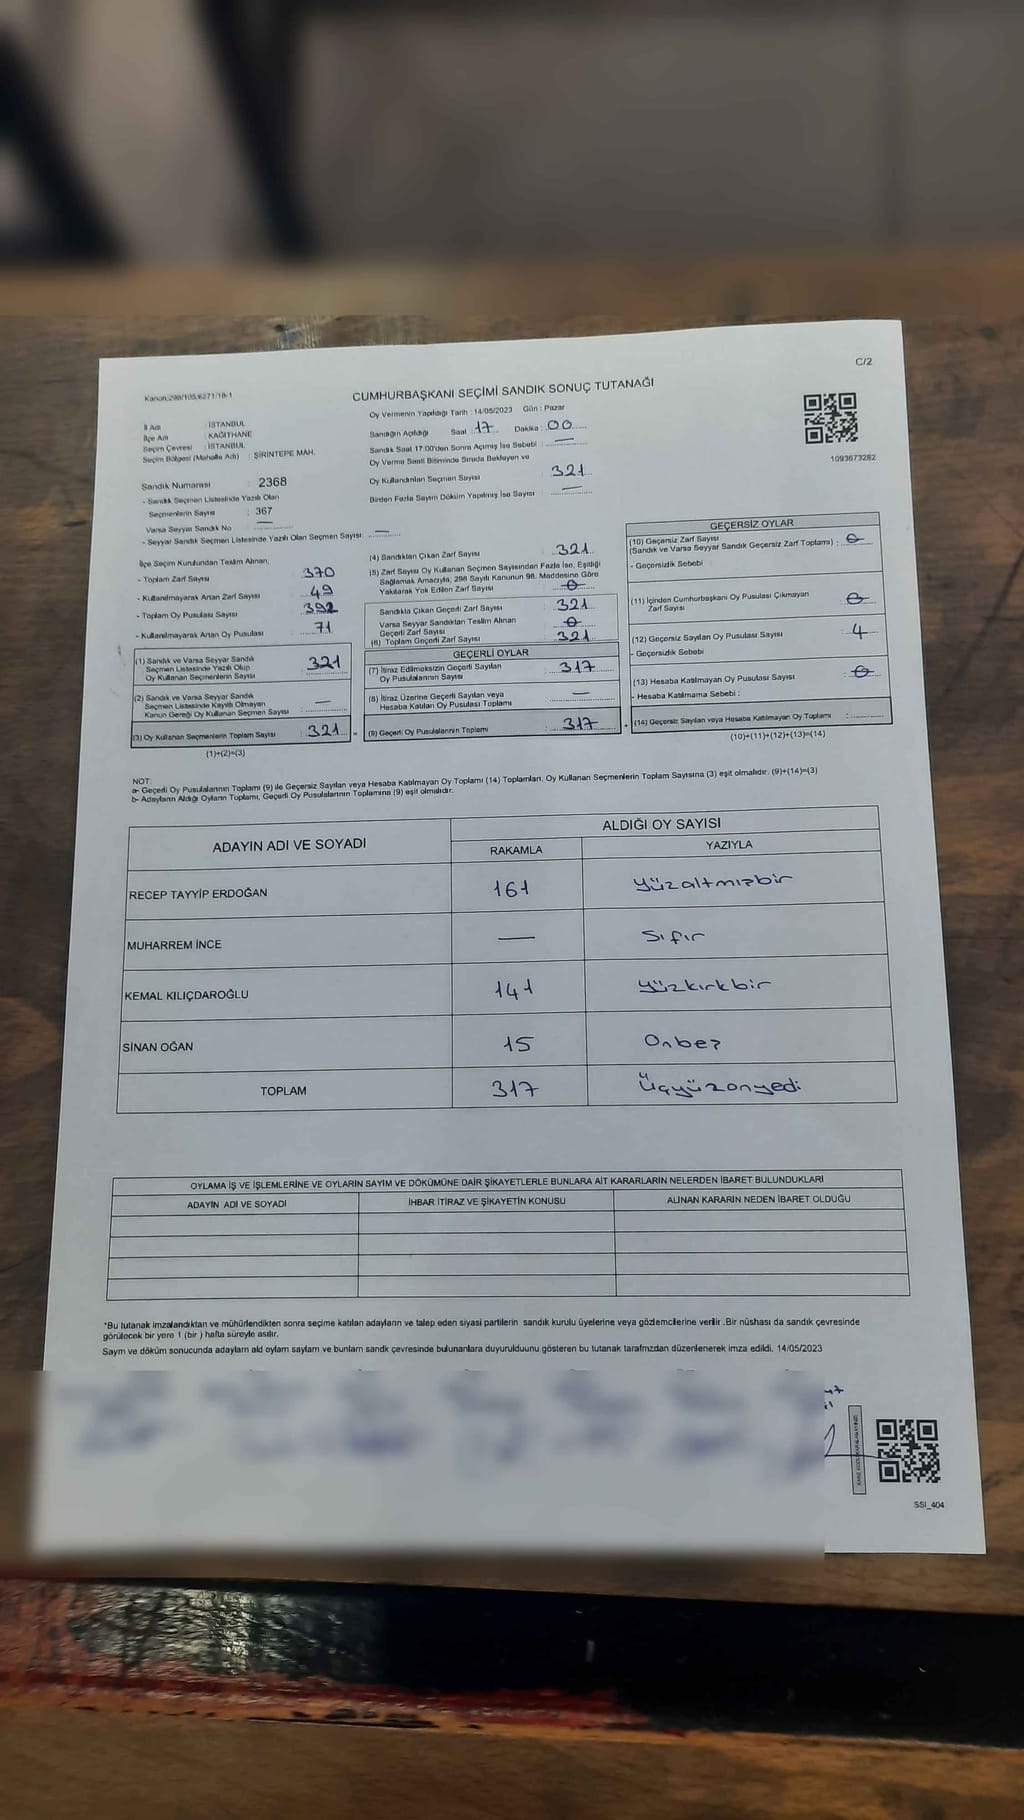 C/2
Kanun:298/105;6271/18-1
CUMHURBAŞKANI SEÇİMİ SANDIK SONUÇ TUTANAĞI
İl Adı : İSTANBUL
İlçe Adı : KAĞITHANE
Seçim Çevresi : İSTANBUL
Seçim Bölgesi (Mahalle Adı) : ŞİRİNTEPE MAH.
Oy Vermenin Yapıldığı Tarih : 14/05/2023 Gün : Pazar
Sandığın Açıldığı Saat : 17 Dakika : 00
Sandık Saat 17:00'den Sonra Açımış İse Sebebi : —
Oy Verme Saati Bitiminde Sırada Bekleyen ve
Oy Kullandırılan Seçmen Sayısı : 321
Birden Fazla Sayım Döküm Yapılmış İse Sayısı : —
1093673282
Sandık Numarası : 2368
- Sandık Seçmen Listesinde Yazılı Olan
Seçmenlerin Sayısı : 367
Varsa Seyyar Sandık No : —
- Seyyar Sandık Seçmen Listesinde Yazılı Olan Seçmen Sayısı : —
İlçe Seçim Kurulundan Teslim Alınan;
- Toplam Zarf Sayısı : 370
- Kullanılmayarak Artan Zarf Sayısı : 49
- Toplam Oy Pusulası Sayısı : 392
- Kullanılmayarak Artan Oy Pusulası : 71
(1) Sandık ve Varsa Seyyar Sandık
Seçmen Listesinde Yazılı Olup
Oy Kullanan Seçmenlerin Sayısı : 321
(2) Sandık ve Varsa Seyyar Sandık
Seçmen Listesinde Kayıtlı Olmayan
Kanun Gereği Oy Kullanan Seçmen Sayısı : —
(3) Oy Kullanan Seçmenlerin Toplam Sayısı : 321
(1)+(2)=(3)
(4) Sandıktan Çıkan Zarf Sayısı : 321
(5) Zarf Sayısı Oy Kullanan Seçmen Sayısından Fazla İse, Eşitliği
Sağlamak Amacıyla, 298 Sayılı Kanunun 98. Maddesine Göre
Yakılarak Yok Edilen Zarf Sayısı : 0
Sandıkta Çıkan Geçerli Zarf Sayısı : 321
Varsa Seyyar Sandıktan Teslim Alınan
Geçerli Zarf Sayısı : 0
(6) Toplam Geçerli Zarf Sayısı : 321
GEÇERLİ OYLAR
(7) İtiraz Edilmeksizin Geçerli Sayılan
Oy Pusulalarının Sayısı : 317
(8) İtiraz Üzerine Geçerli Sayılan veya
Hesaba Katılan Oy Pusulası Toplamı : —
(9) Geçerli Oy Pusulalarının Toplamı : 317
GEÇERSİZ OYLAR
(10) Geçersiz Zarf Sayısı
(Sandık ve Varsa Seyyar Sandık Geçersiz Zarf Toplamı) : 0
- Geçersizlik Sebebi
(11) İçinden Cumhurbaşkanı Oy Pusulası Çıkmayan
Zarf Sayısı : 0
(12) Geçersiz Sayılan Oy Pusulası Sayısı : 4
- Geçersizlik Sebebi
(13) Hesaba Katılmayan Oy Pusulası Sayısı : 0
- Hesaba Katılmama Sebebi :
(14) Geçersiz Sayılan veya Hesaba Katılmayan Oy Toplamı :
(10)+(11)+(12)+(13)=(14)
NOT:
a- Geçerli Oy Pusulalarının Toplamı (9) ile Geçersiz Sayılan veya Hesaba Katılmayan Oy Toplamı (14) Toplamları, Oy Kullanan Seçmenlerin Toplam Sayısına (3) eşit olmalıdır. (9)+(14)=(3)
b- Adayların Aldığı Oyların Toplamı, Geçerli Oy Pusulalarının Toplamına (9) eşit olmalıdır.
ADAYIN ADI VE SOYADI
ALDIĞI OY SAYISI
RAKAMLA YAZIYLA
RECEP TAYYİP ERDOĞAN 161 yüzaltmışbir
MUHARREM İNCE — Sıfır
KEMAL KILIÇDAROĞLU 141 yüzkırkbir
SİNAN OĞAN 15 Onbeş
TOPLAM 317 Üçyüzonyedi
OYLAMA İŞ VE İŞLEMLERİNE VE OYLARIN SAYIM VE DÖKÜMÜNE DAİR ŞİKAYETLERLE BUNLARA AİT KARARLARIN NELERDEN İBARET BULUNDUKLARI
ADAYIN ADI VE SOYADI İHBAR İTİRAZ VE ŞİKAYETİN KONUSU ALINAN KARARIN NEDEN İBARET OLDUĞU
*Bu tutanak imzalandıktan ve mühürlendikten sonra seçime katılan adayların ve talep eden siyasi partilerin sandık kurulu üyelerine veya gözlemcilerine verilir .Bir nüshası da sandık çevresinde
görülecek bir yere 1 (bir ) hafta süreyle asılır.
Sayım ve döküm sonucunda adayların aldı oyların sayıların ve bunların sandk çevresinde bulunanlara duyurulduunu gösteren bu tutanak tarafmzdan düzenlenerek imza edildi. 14/05/2023
SSI_404